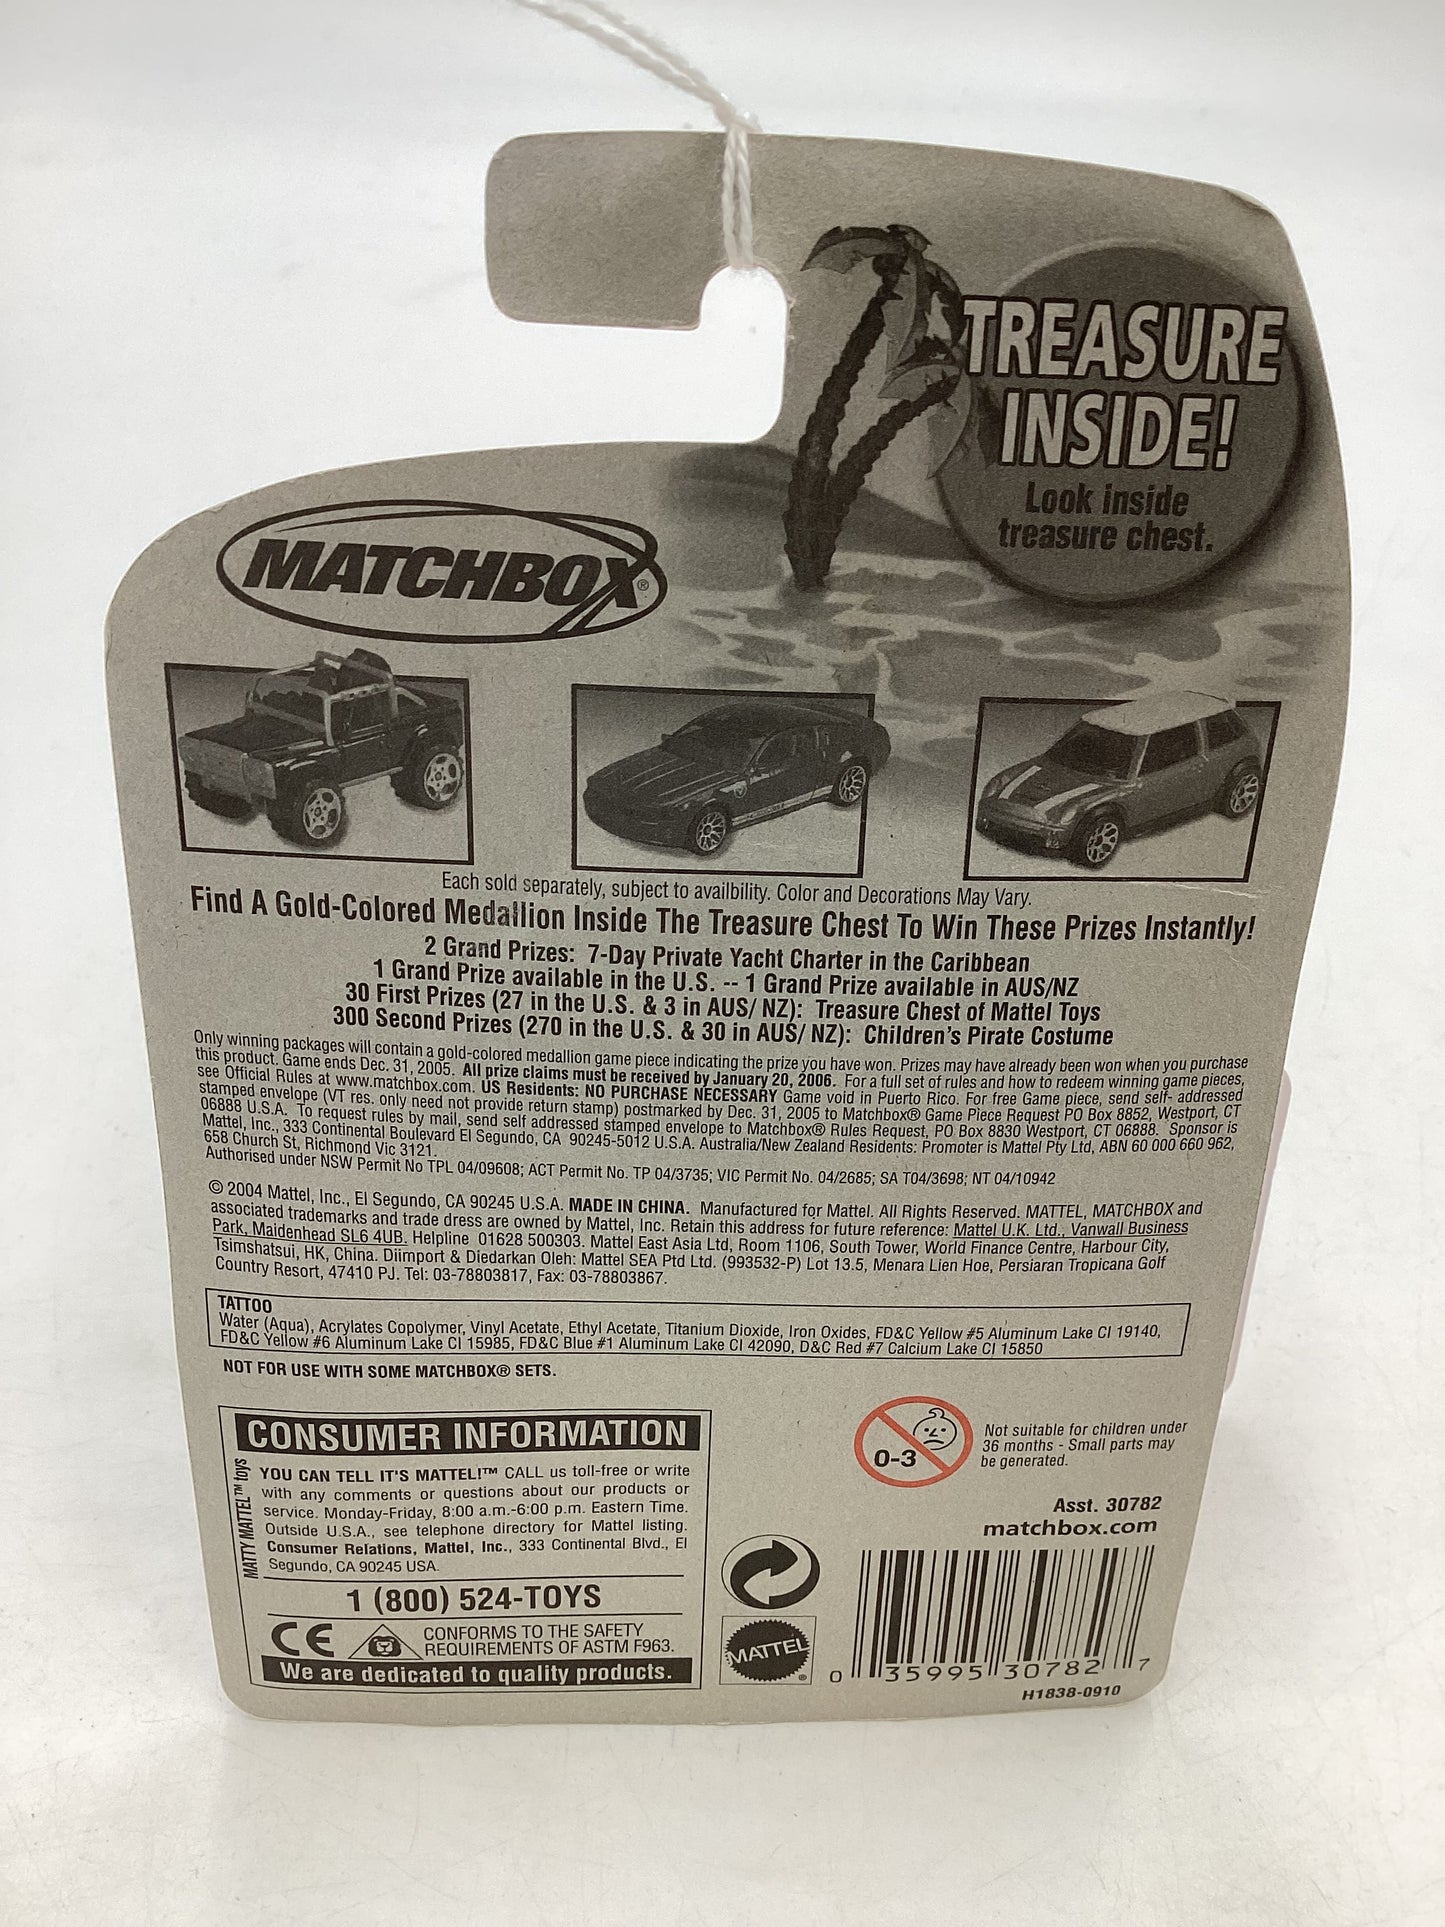 TREASURE
INSIDE!
Look inside
treasure chest.
MATCHBOX®
Each sold separately, subject to availbility. Color and Decorations May Vary.
Find A Gold-Colored Medallion Inside The Treasure Chest To Win These Prizes Instantly!
2 Grand Prizes: 7-Day Private Yacht Charter in the Caribbean
1 Grand Prize available in the U.S. -- 1 Grand Prize available in AUS/NZ
30 First Prizes (27 in the U.S. & 3 in AUS/ NZ): Treasure Chest of Mattel Toys
300 Second Prizes (270 in the U.S. & 30 in AUS/ NZ): Children's Pirate Costume
Only winning packages will contain a gold-colored medallion game piece indicating the prize you have won. Prizes may have already been won when you purchase
this product. Game ends Dec. 31, 2005. All prize claims must be received by January 20, 2006. For a full set of rules and how to redeem winning game pieces,
see Official Rules at www.matchbox.com. US Residents: NO PURCHASE NECESSARY Game void in Puerto Rico. For free Game piece, send self- addressed
stamped envelope (VT res. only need not provide return stamp) postmarked by Dec. 31, 2005 to Matchbox® Game Piece Request PO Box 8852, Westport, CT
06888 U.S.A. To request rules by mail, send self addressed stamped envelope to Matchbox® Rules Request, PO Box 8830 Westport, CT 06888. Sponsor is
Mattel, Inc., 333 Continental Boulevard El Segundo, CA 90245-5012 U.S.A. Australia/New Zealand Residents: Promoter is Mattel Pty Ltd, ABN 60 000 660 962,
658 Church St, Richmond Vic 3121.
Authorised under NSW Permit No TPL 04/09608; ACT Permit No. TP 04/3735; VIC Permit No. 04/2685; SA T04/3698; NT 04/10942
© 2004 Mattel, Inc., El Segundo, CA 90245 U.S.A. MADE IN CHINA. Manufactured for Mattel. All Rights Reserved. MATTEL, MATCHBOX and
associated trademarks and trade dress are owned by Mattel, Inc. Retain this address for future reference: Mattel U.K. Ltd., Vanwall Business
Park, Maidenhead SL6 4UB. Helpline 01628 500303. Mattel East Asia Ltd, Room 1106, South Tower, World Finance Centre, Harbour City,
Tsimshatsui, HK, China. Diimport & Diedarkan Oleh: Mattel SEA Ptd Ltd. (993532-P) Lot 13.5, Menara Lien Hoe, Persiaran Tropicana Golf
Country Resort, 47410 PJ. Tel: 03-78803817, Fax: 03-78803867.
TATTOO
Water (Aqua), Acrylates Copolymer, Vinyl Acetate, Ethyl Acetate, Titanium Dioxide, Iron Oxides, FD&C Yellow #5 Aluminum Lake CI 19140,
FD&C Yellow #6 Aluminum Lake CI 15985, FD&C Blue #1 Aluminum Lake CI 42090, D&C Red #7 Calcium Lake CI 15850
NOT FOR USE WITH SOME MATCHBOX® SETS.
CONSUMER INFORMATION
MATTY MATTEL™ toys
YOU CAN TELL IT'S MATTEL!™ CALL us toll-free or write
with any comments or questions about our products or
service. Monday-Friday, 8:00 a.m.-6:00 p.m. Eastern Time.
Outside U.S.A., see telephone directory for Mattel listing.
Consumer Relations, Mattel, Inc., 333 Continental Blvd., El
Segundo, CA 90245 USA.
1 (800) 524-TOYS
CE
CONFORMS TO THE SAFETY
REQUIREMENTS OF ASTM F963.
We are dedicated to quality products.
0-3
Not suitable for children under
36 months - Small parts may
be generated.
Asst. 30782
matchbox.com
MATTEL®
0 35995 30782 7
H1838-0910